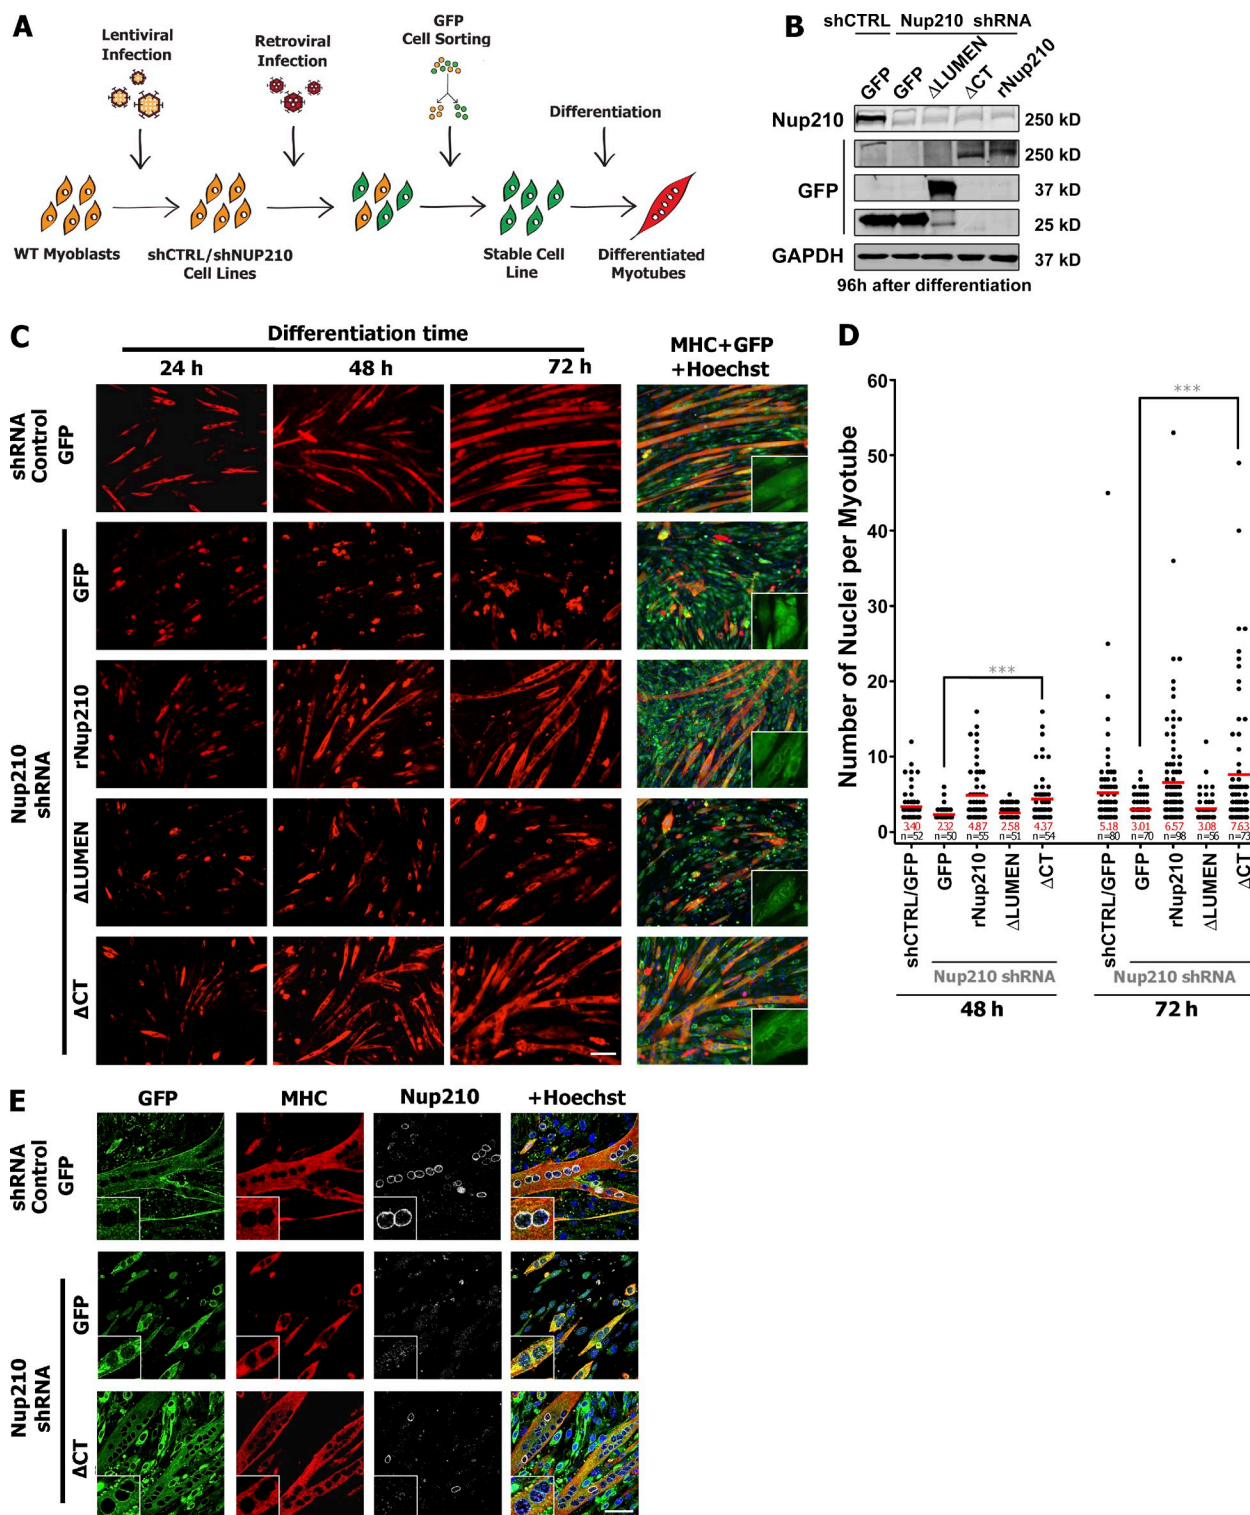 A
Lentiviral
Infection
Retroviral
Infection
GFP
Cell Sorting
Differentiation
WT Myoblasts
shCTRL/shNUP210
Cell Lines
Stable Cell
Line
Differentiated
Myotubes
B
shCTRL Nup210 shRNA
GFP GFP ΔLUMEN ΔCT rNup210
Nup210 250 kD
250 kD
GFP 37 kD
25 kD
GAPDH 37 kD
96h after differentiation
C
Differentiation time
24 h 48 h 72 h
MHC+GFP
+Hoechst
shRNA
Control
GFP
Nup210
shRNA
GFP
rNup210
ΔLUMEN
ΔCT
D
Number of Nuclei per Myotube
60
50
40
30
20
10
0
***
***
3.40 2.32 4.87 2.58 4.37 5.18 3.01 6.57 3.08 7.63
n=52 n=50 n=55 n=51 n=54 n=80 n=70 n=98 n=56 n=73
shCTRL/GFP GFP rNup210 ΔLUMEN ΔCT shCTRL/GFP GFP rNup210 ΔLUMEN ΔCT
Nup210 shRNA Nup210 shRNA
48 h 72 h
E
GFP MHC Nup210 +Hoechst
shRNA
Control
GFP
Nup210
shRNA
GFP
ΔCT